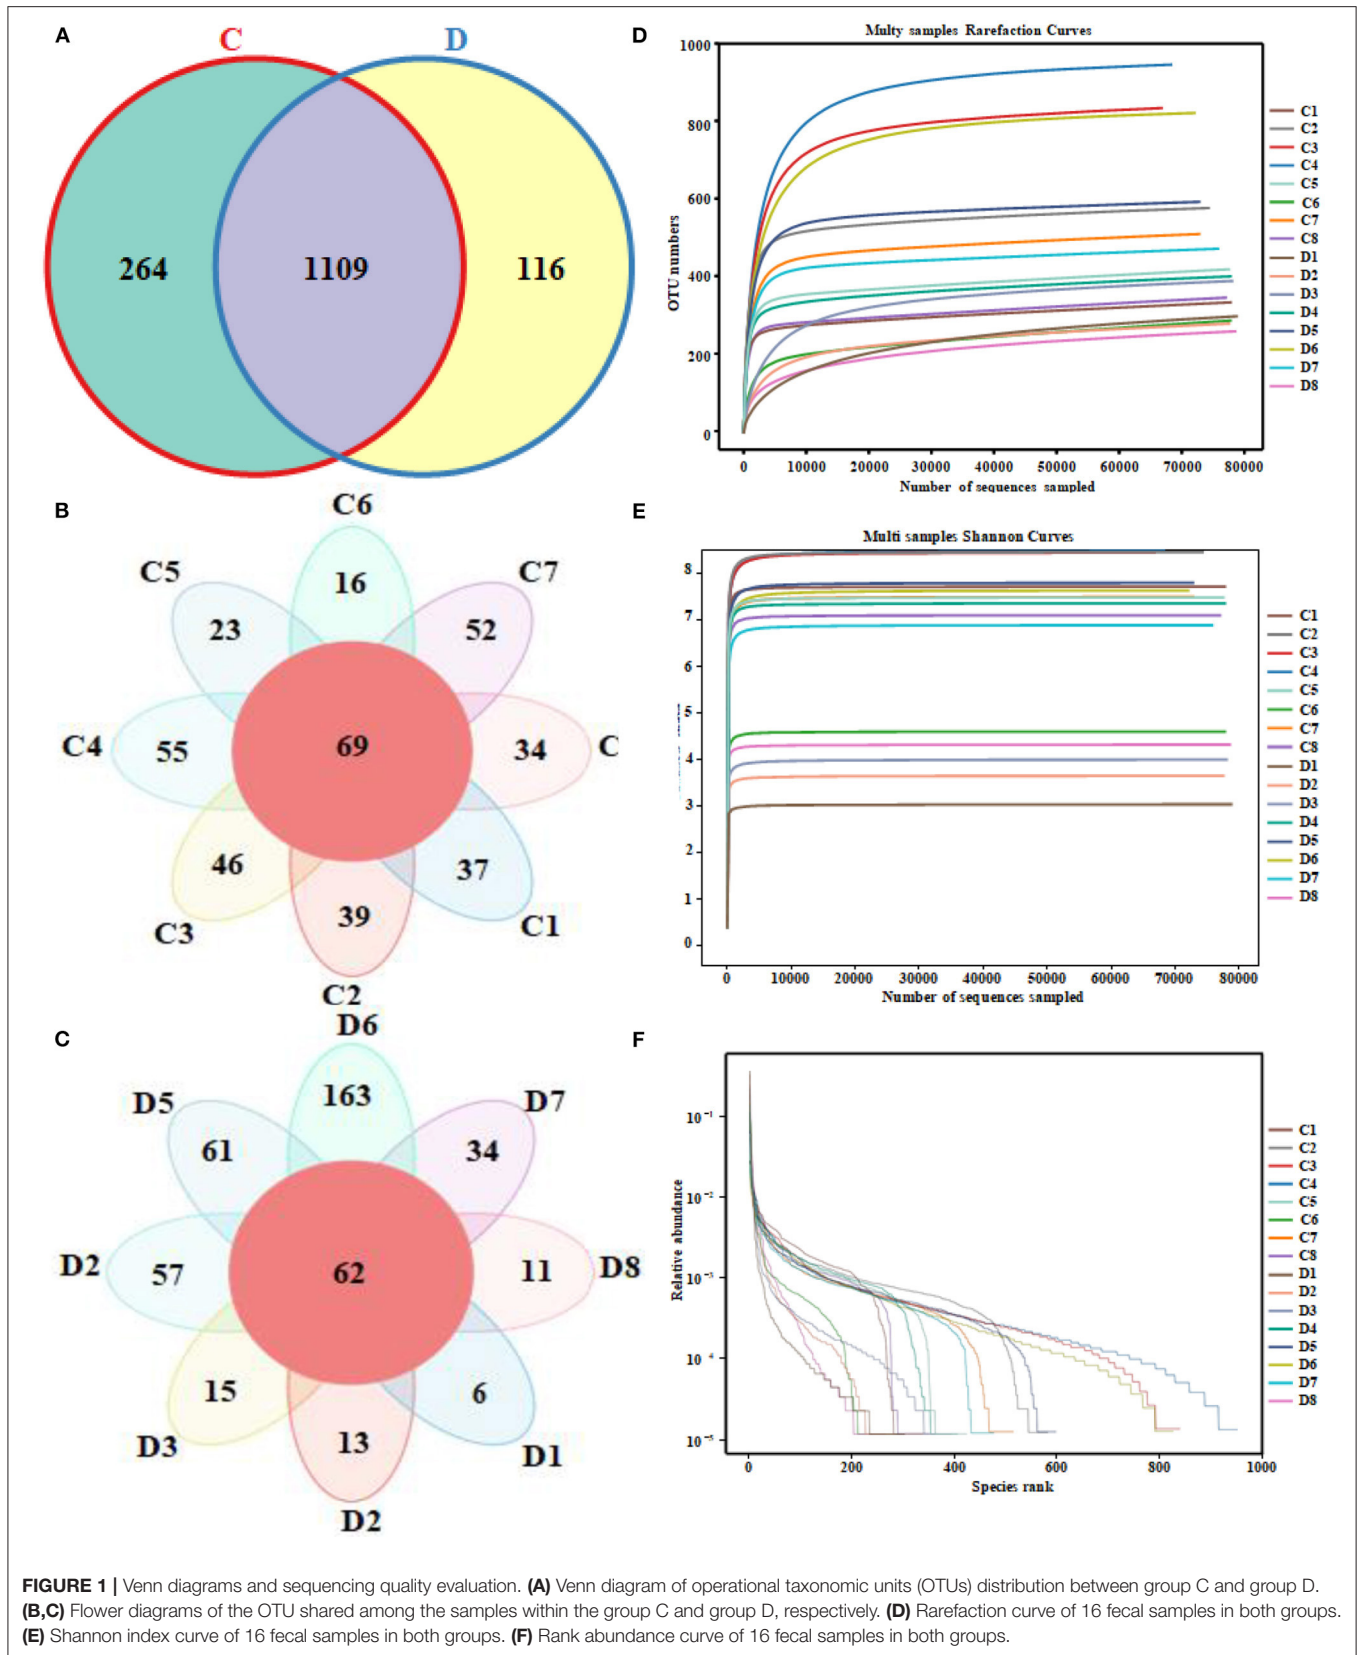 A
C
D
264
1109
116
B
C6
C5
C7
16
23
52
C4
55
69
34
C
46
37
C3
39
C1
C2
C
D6
D5
163
D7
61
34
D2
57
62
11
D8
15
6
D3
13
D1
D2
D
Multy samples Rarefaction Curves
1000
800
600
400
200
0
OTU numbers
0 10000 20000 30000 40000 50000 60000 70000 80000
Number of sequences sampled
C1
C2
C3
C4
C5
C6
C7
C8
D1
D2
D3
D4
D5
D6
D7
D8
E
Multi samples Shannon Curves
8
7
6
5
4
3
2
1
0
0 10000 20000 30000 40000 50000 60000 70000 80000
Number of sequences sampled
C1
C2
C3
C4
C5
C6
C7
C8
D1
D2
D3
D4
D5
D6
D7
D8
F
10⁻¹
10⁻²
10⁻³
10⁻⁴
10⁻⁵
Relative abundance
0 200 400 600 800 1000
Species rank
C1
C2
C3
C4
C5
C6
C7
C8
D1
D2
D3
D4
D5
D6
D7
D8
FIGURE 1 | Venn diagrams and sequencing quality evaluation. (A) Venn diagram of operational taxonomic units (OTUs) distribution between group C and group D.
(B,C) Flower diagrams of the OTU shared among the samples within the group C and group D, respectively. (D) Rarefaction curve of 16 fecal samples in both groups.
(E) Shannon index curve of 16 fecal samples in both groups. (F) Rank abundance curve of 16 fecal samples in both groups.